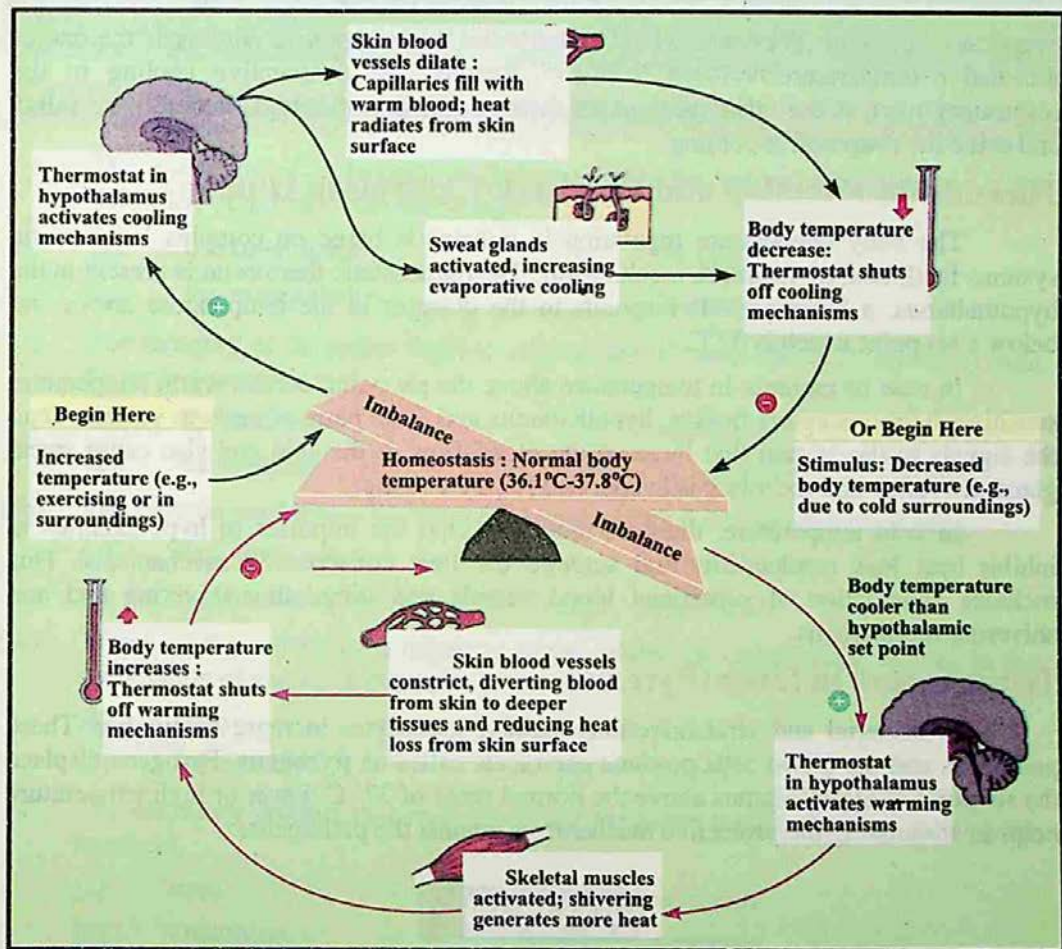 Skin blood
vessels dilate :
Capillaries fill with
warm blood; heat
radiates from skin
surface
Thermostat in
hypothalamus
activates cooling
mechanisms
Sweat glands
activated, increasing
evaporative cooling
Body temperature
decrease:
Thermostat shuts
off cooling
mechanisms
+
−
Begin Here
Increased
temperature (e.g.,
exercising or in
surroundings)
Imbalance
Homeostasis : Normal body
temperature (36.1°C-37.8°C)
Imbalance
Or Begin Here
Stimulus: Decreased
body temperature (e.g.,
due to cold surroundings)
Body temperature
cooler than
hypothalamic
set point
−
+
Body temperature
increases :
Thermostat shuts
off warming
mechanisms
Skin blood vessels
constrict, diverting blood
from skin to deeper
tissues and reducing heat
loss from skin surface
Thermostat
in hypothalamus
activates warming
mechanisms
Skeletal muscles
activated; shivering
generates more heat